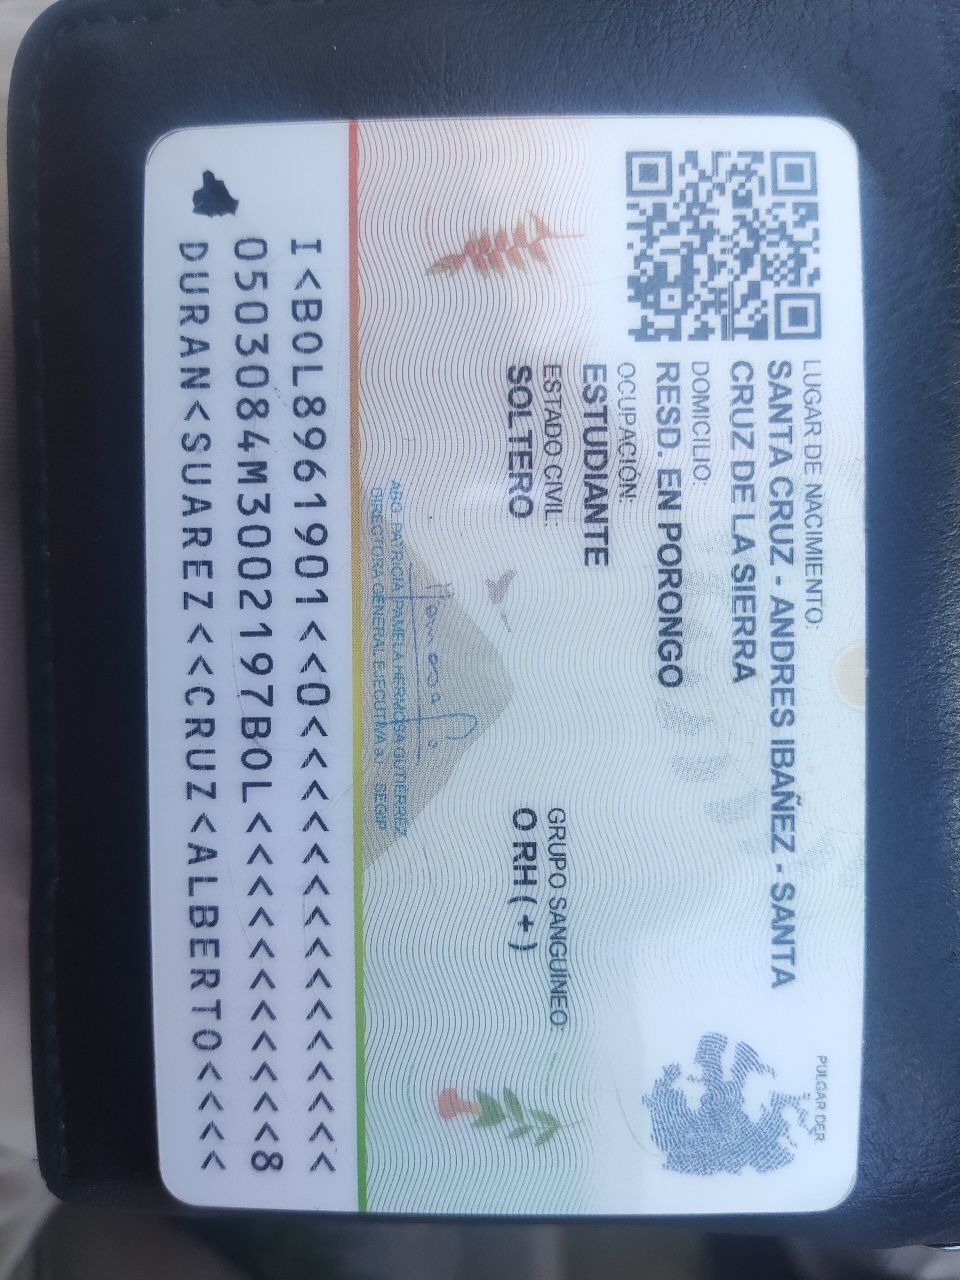 LUGAR DE NACIMIENTO:
SANTA CRUZ - ANDRES IBAÑEZ - SANTA
CRUZ DE LA SIERRA
DOMICILIO:
RESD. EN PORONGO
OCUPACIÓN:
ESTUDIANTE
ESTADO CIVIL:
SOLTERO
GRUPO SANGUÍNEO:
O RH ( + )
PULGAR DER.
ABG. PATRICIA PAMELA HERMOSA GUTIERREZ
DIRECTORA GENERAL EJECUTIVA a.i. SEGIP
I<BOL8961901<<0<<<<<<<<<<<<<<<
0503084M3002197BOL<<<<<<<<<<<8
DURAN<SUAREZ<<CRUZ<ALBERTO<<<<